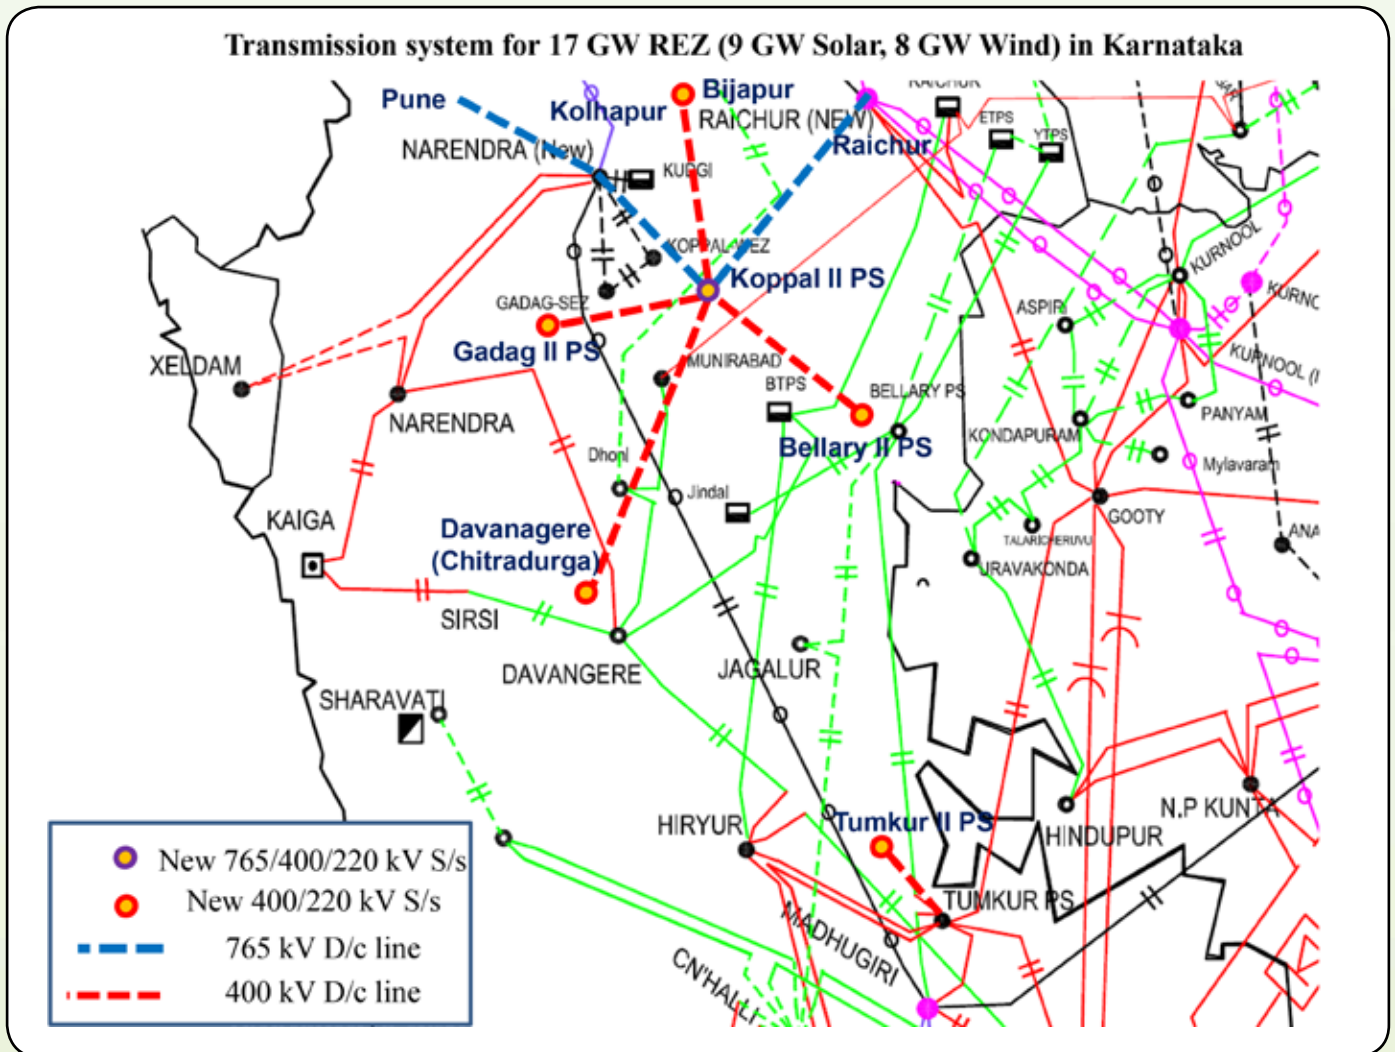 Transmission system for 17 GW REZ (9 GW Solar, 8 GW Wind) in Karnataka
Pune
Kolhapur
Bijapur
RAICHUR (NEW)
RAICHUR
ETPS
YTPS
Raichur
NARENDRA (New)
KUDGI
KOPPAL-WEZ
KURNOOL
Koppal II PS
GADAG-SEZ
ASPIRI
Gadag II PS
XELDAM
MUNIRABAD
BTPS
BELLARY PS
PANYAM
NARENDRA
Bellary II PS
KONDAPURAM
Mylavaram
Dhoni
Jindal
KAIGA
GOOTY
Davanagere
(Chitradurga)
TALARICHERUVU
URAVAKONDA
SIRSI
DAVANGERE
JAGALUR
SHARAVATI
HIRYUR
Tumkur II PS
HINDUPUR
N.P KUNTA
TUMKUR PS
MADHUGIRI
CN'HALLI
New 765/400/220 kV S/s
New 400/220 kV S/s
765 kV D/c line
400 kV D/c line